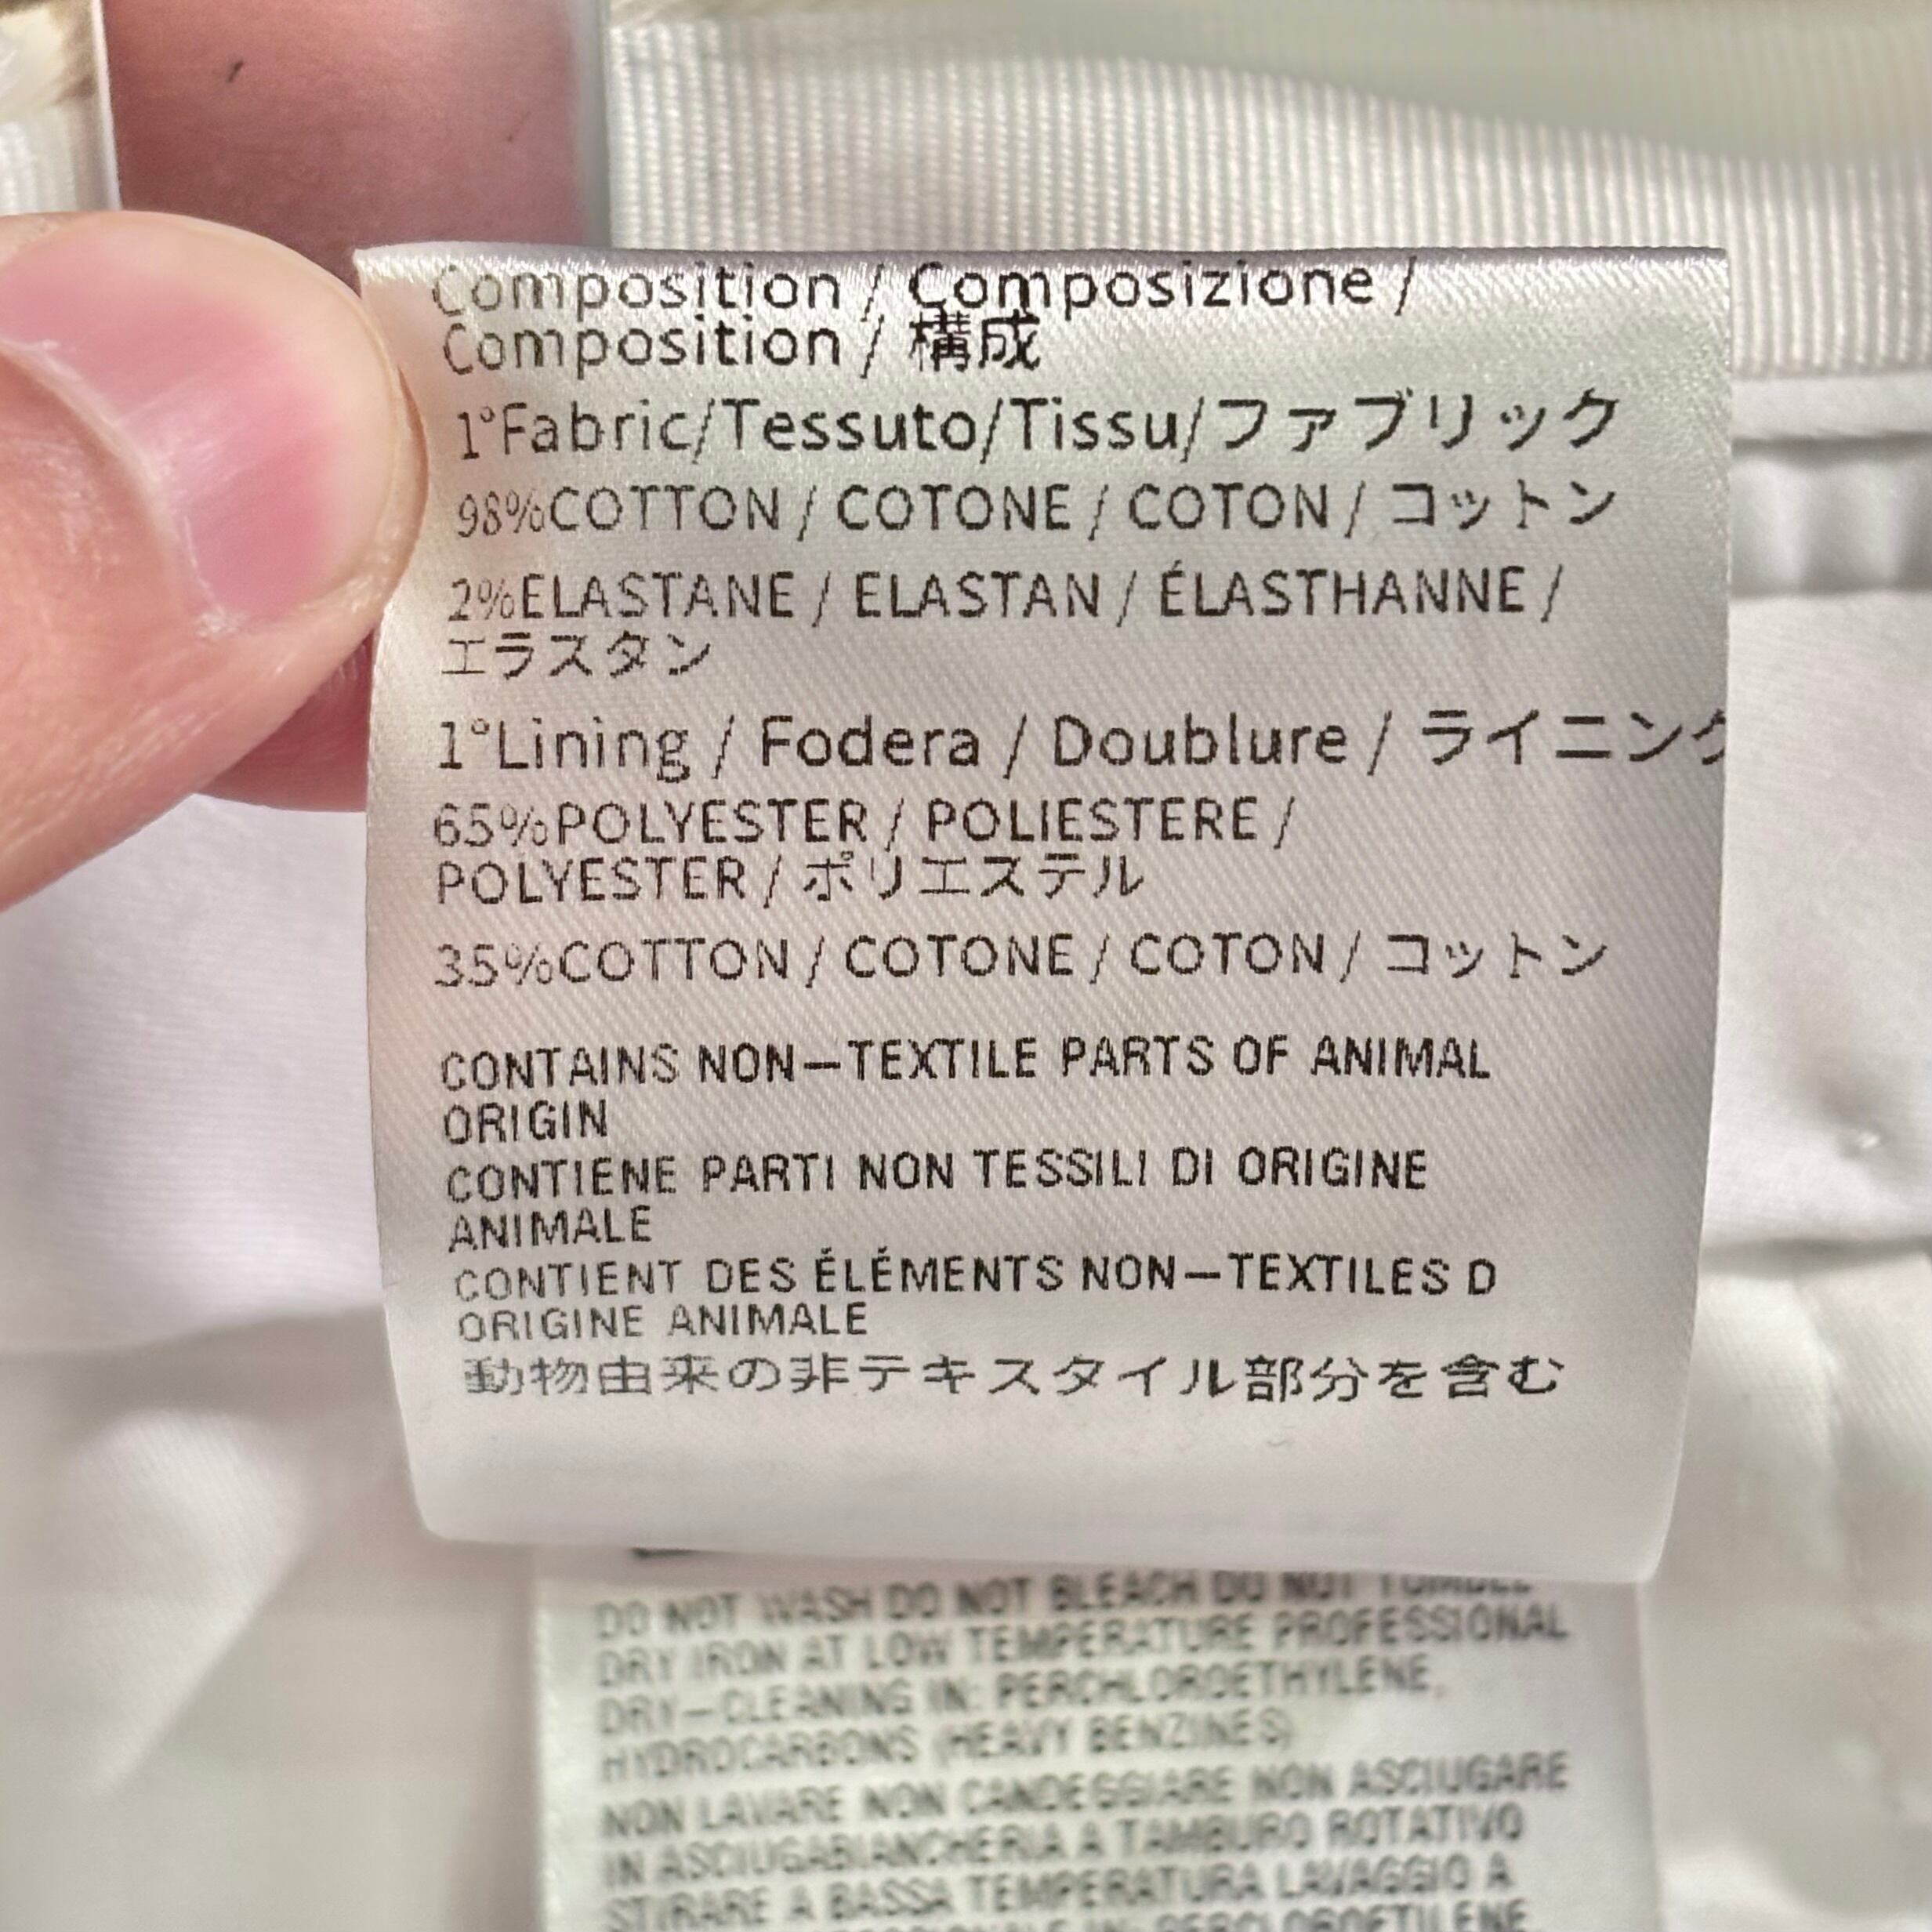 Composition / Composizione /
Composition / 構成
1°Fabric/Tessuto/Tissu/ファブリック
98%COTTON / COTONE / COTON / コットン
2%ELASTANE / ELASTAN / ÉLASTHANNE /
エラスタン
1°Lining / Fodera / Doublure / ライニング
65%POLYESTER / POLIESTERE /
POLYESTER / ポリエステル
35%COTTON / COTONE / COTON / コットン
CONTAINS NON-TEXTILE PARTS OF ANIMAL
ORIGIN
CONTIENE PARTI NON TESSILI DI ORIGINE
ANIMALE
CONTIENT DES ÉLÉMENTS NON-TEXTILES D
ORIGINE ANIMALE
動物由来の非テキスタイル部分を含む
DO NOT WASH DO NOT BLEACH DO NOT TUMBLE
DRY IRON AT LOW TEMPERATURE PROFESSIONAL
DRY-CLEANING IN: PERCHLOROETHYLENE,
HYDROCARBONS (HEAVY BENZINES)
NON LAVARE NON CANDEGGIARE NON ASCIUGARE
IN ASCIUGABIANCHERIA A TAMBURO ROTATIVO
STIRARE A BASSA TEMPERATURA LAVAGGIO A
IN: PERCLOROETILENE,